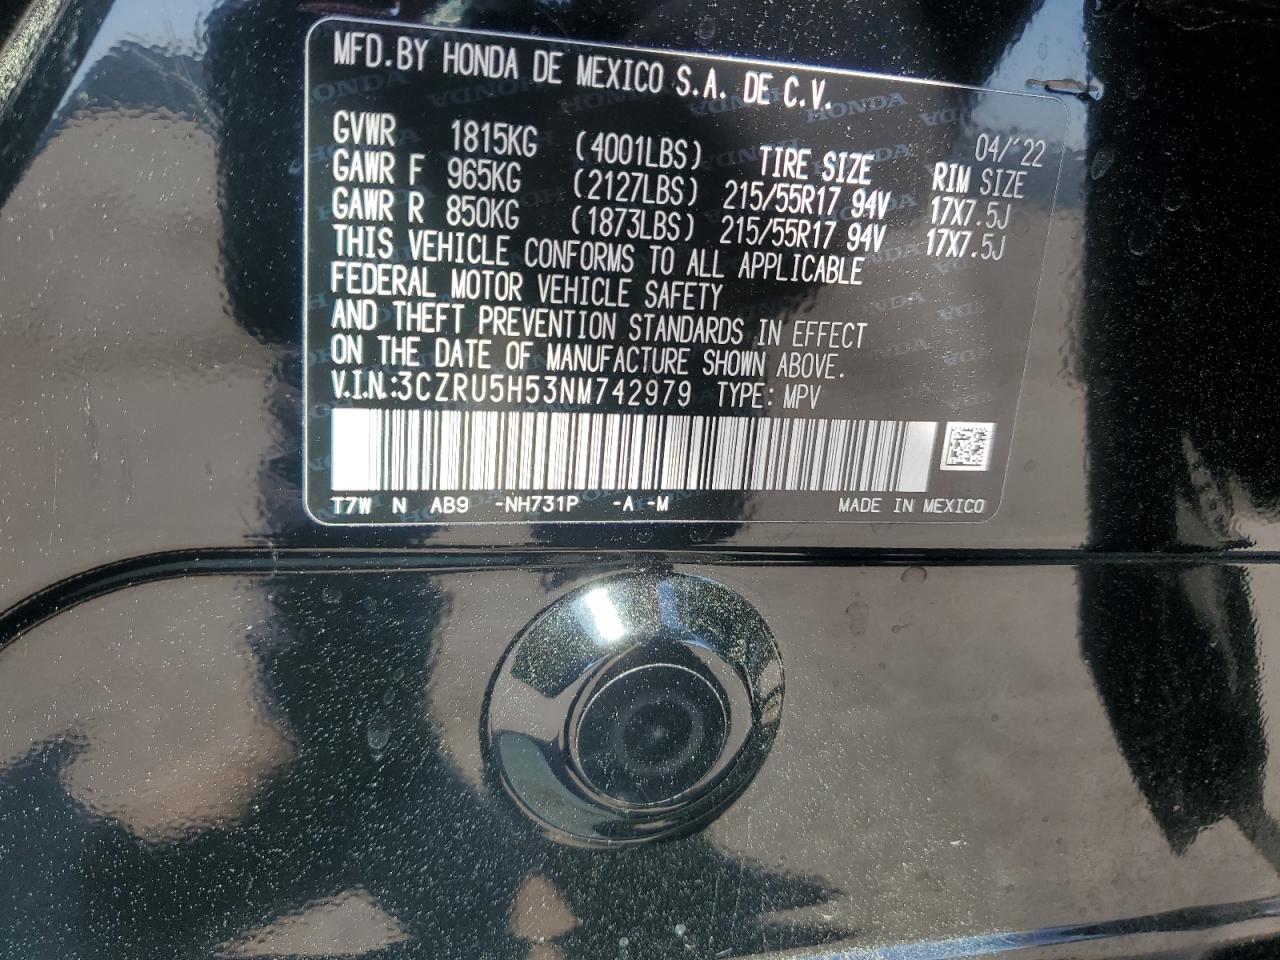 MFD.BY HONDA DE MEXICO S.A. DE C.V.
04/'22
GVWR 1815KG (4001LBS) TIRE SIZE RIM SIZE
GAWR F 965KG (2127LBS) 215/55R17 94V 17X7.5J
GAWR R 850KG (1873LBS) 215/55R17 94V 17X7.5J
THIS VEHICLE CONFORMS TO ALL APPLICABLE
FEDERAL MOTOR VEHICLE SAFETY
AND THEFT PREVENTION STANDARDS IN EFFECT
ON THE DATE OF MANUFACTURE SHOWN ABOVE.
V.I.N.:3CZRU5H53NM742979 TYPE: MPV
T7W N AB9 -NH731P -A -M MADE IN MEXICO